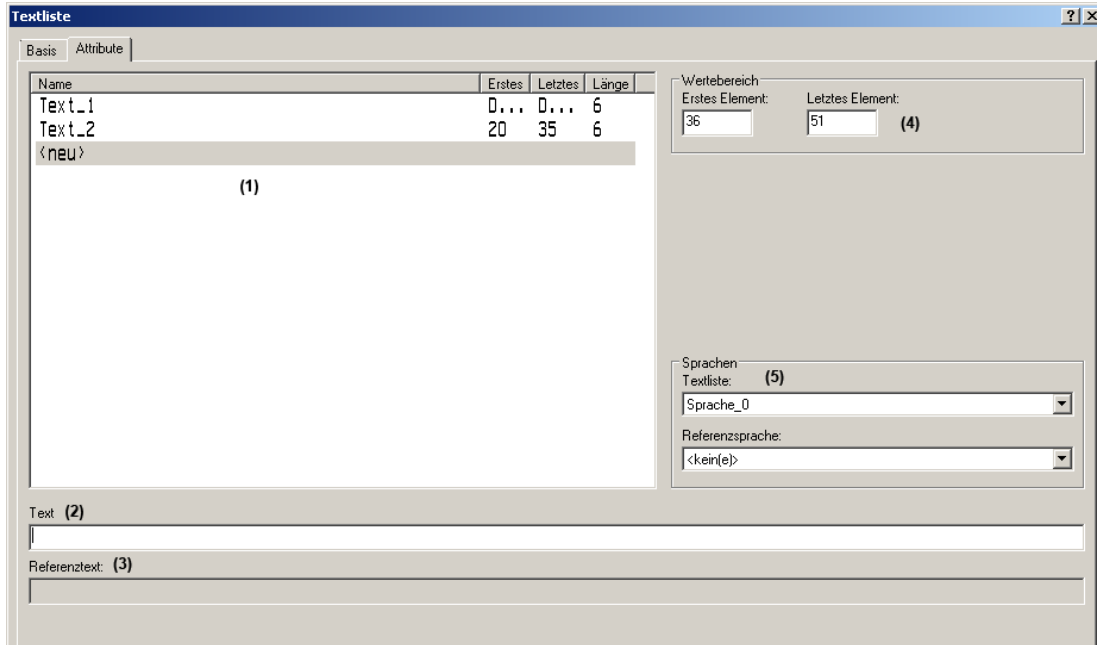 Textliste
Basis Attribute
Name Erstes Letztes Länge
Text_1 D... D... 6
Text_2 20 35 6
<neu>
(1)
Wertebereich
Erstes Element: Letztes Element:
36 51 (4)
Sprachen
Textliste: (5)
Sprache_0
Referenzsprache:
<kein(e)>
Text (2)
Referenztext: (3)